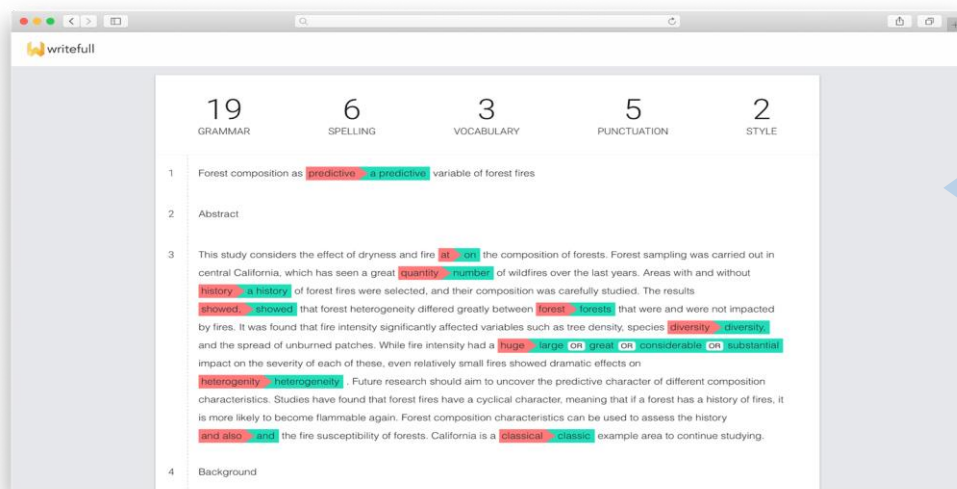 writefull
19 6 3 5 2
GRAMMAR SPELLING VOCABULARY PUNCTUATION STYLE
1 Forest composition as predictive a predictive variable of forest fires
2 Abstract
3 This study considers the effect of dryness and fire at on the composition of forests. Forest sampling was carried out in
central California, which has seen a great quantity number of wildfires over the last years. Areas with and without
history a history of forest fires were selected, and their composition was carefully studied. The results
showed, showed that forest heterogeneity differed greatly between forest forests that were and were not impacted
by fires. It was found that fire intensity significantly affected variables such as tree density, species diversity diversity,
and the spread of unburned patches. While fire intensity had a huge large OR great OR considerable OR substantial
impact on the severity of each of these, even relatively small fires showed dramatic effects on
heterogenity heterogeneity . Future research should aim to uncover the predictive character of different composition
characteristics. Studies have found that forest fires have a cyclical character, meaning that if a forest has a history of fires, it
is more likely to become flammable again. Forest composition characteristics can be used to assess the history
and also and the fire susceptibility of forests. California is a classical classic example area to continue studying.
4 Background